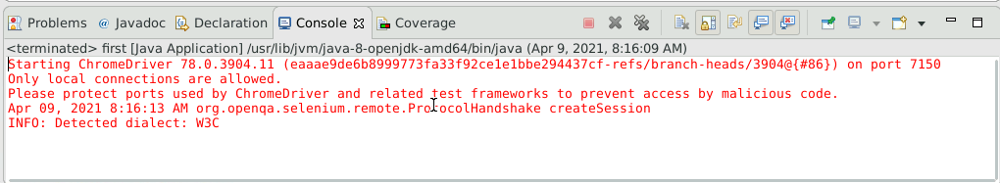 Problems @ Javadoc Declaration Console Coverage
<terminated> first [Java Application] /usr/lib/jvm/java-8-openjdk-amd64/bin/java (Apr 9, 2021, 8:16:09 AM)
Starting ChromeDriver 78.0.3904.11 (eaaae9de6b8999773fa33f92ce1e1bbe294437cf-refs/branch-heads/3904@{#86}) on port 7150
Only local connections are allowed.
Please protect ports used by ChromeDriver and related test frameworks to prevent access by malicious code.
Apr 09, 2021 8:16:13 AM org.openqa.selenium.remote.ProtocolHandshake createSession
INFO: Detected dialect: W3C